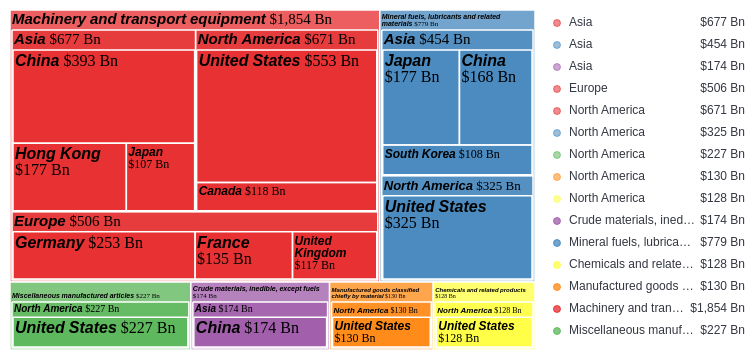 Machinery and transport equipment $1,854 Bn
Mineral fuels, lubricants and related
materials $779 Bn
Asia $677 Bn
North America $671 Bn
Asia $454 Bn
China $393 Bn
United States $553 Bn
Japan
$177 Bn
China
$168 Bn
Hong Kong
$177 Bn
Japan
$107 Bn
South Korea $108 Bn
Canada $118 Bn
North America $325 Bn
United States
$325 Bn
Europe $506 Bn
Germany $253 Bn
France
$135 Bn
United
Kingdom
$117 Bn
Miscellaneous manufactured articles $227 Bn
Crude materials, inedible, except fuels
$174 Bn
Manufactured goods classified
chiefly by material $130 Bn
Chemicals and related products
$128 Bn
North America $227 Bn
Asia $174 Bn
North America $130 Bn
North America $128 Bn
United States $227 Bn
China $174 Bn
United States
$130 Bn
United States
$128 Bn
Asia $677 Bn
Asia $454 Bn
Asia $174 Bn
Europe $506 Bn
North America $671 Bn
North America $325 Bn
North America $227 Bn
North America $130 Bn
North America $128 Bn
Crude materials, ined... $174 Bn
Mineral fuels, lubrica... $779 Bn
Chemicals and relate... $128 Bn
Manufactured goods ... $130 Bn
Machinery and tran... $1,854 Bn
Miscellaneous manuf... $227 Bn